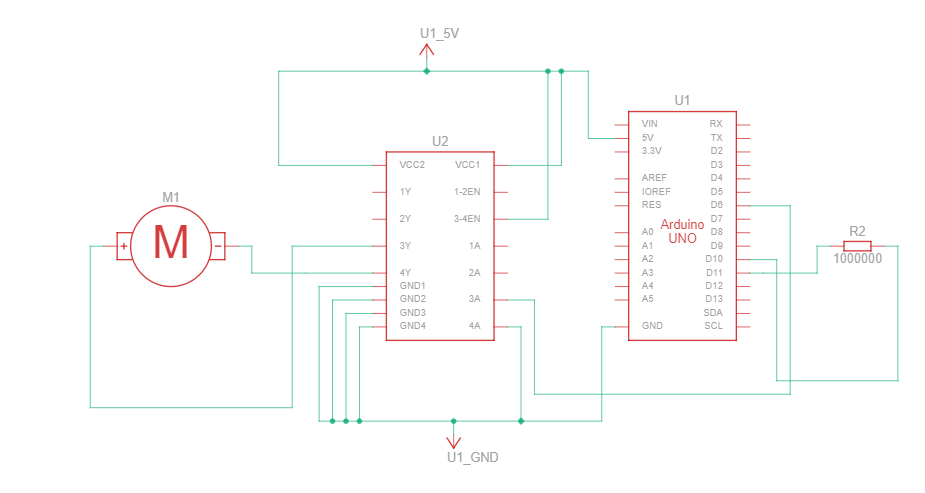 U1_5V
U1
U2
VIN
RX
5V
TX
3.3V
D2
VCC2
VCC1
D3
AREF
D4
1Y
1-2EN
IOREF
D5
M1
RES
D6
2Y
3-4EN
D7
Arduino
UNO
A0
D8
M
+
-
3Y
1A
A1
D9
R2
1000000
A2
D10
4Y
2A
A3
D11
GND1
A4
D12
GND2
3A
A5
D13
GND3
SDA
GND4
4A
GND
SCL
U1_GND